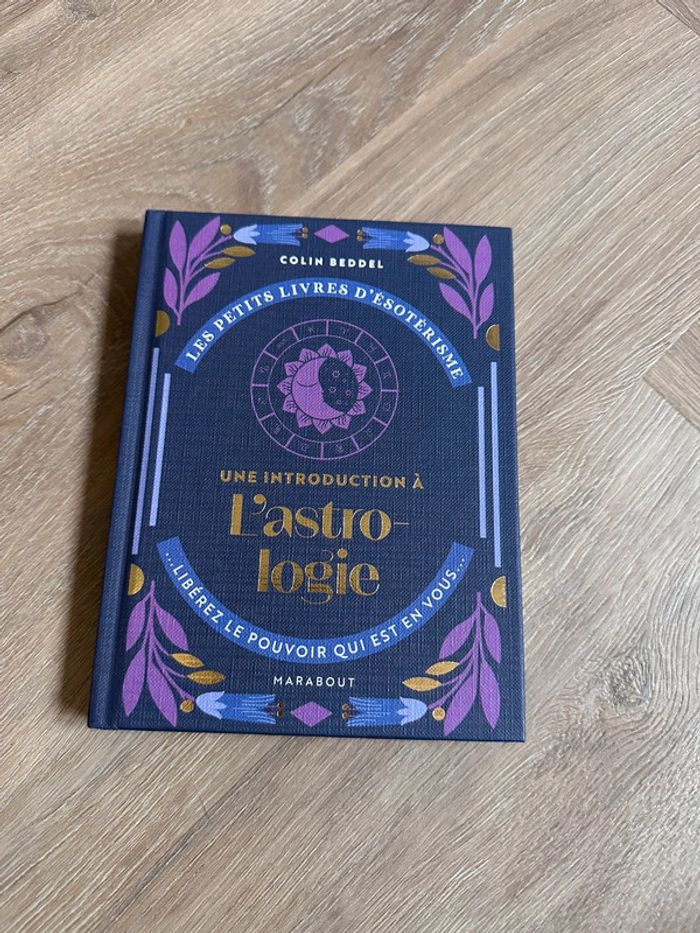 COLIN BEDDEL
LES PETITS LIVRES D'ÉSOTÉRISME
UNE INTRODUCTION À
L'astro-
logie
...LIBÉREZ LE POUVOIR QUI EST EN VOUS...
MARABOUT